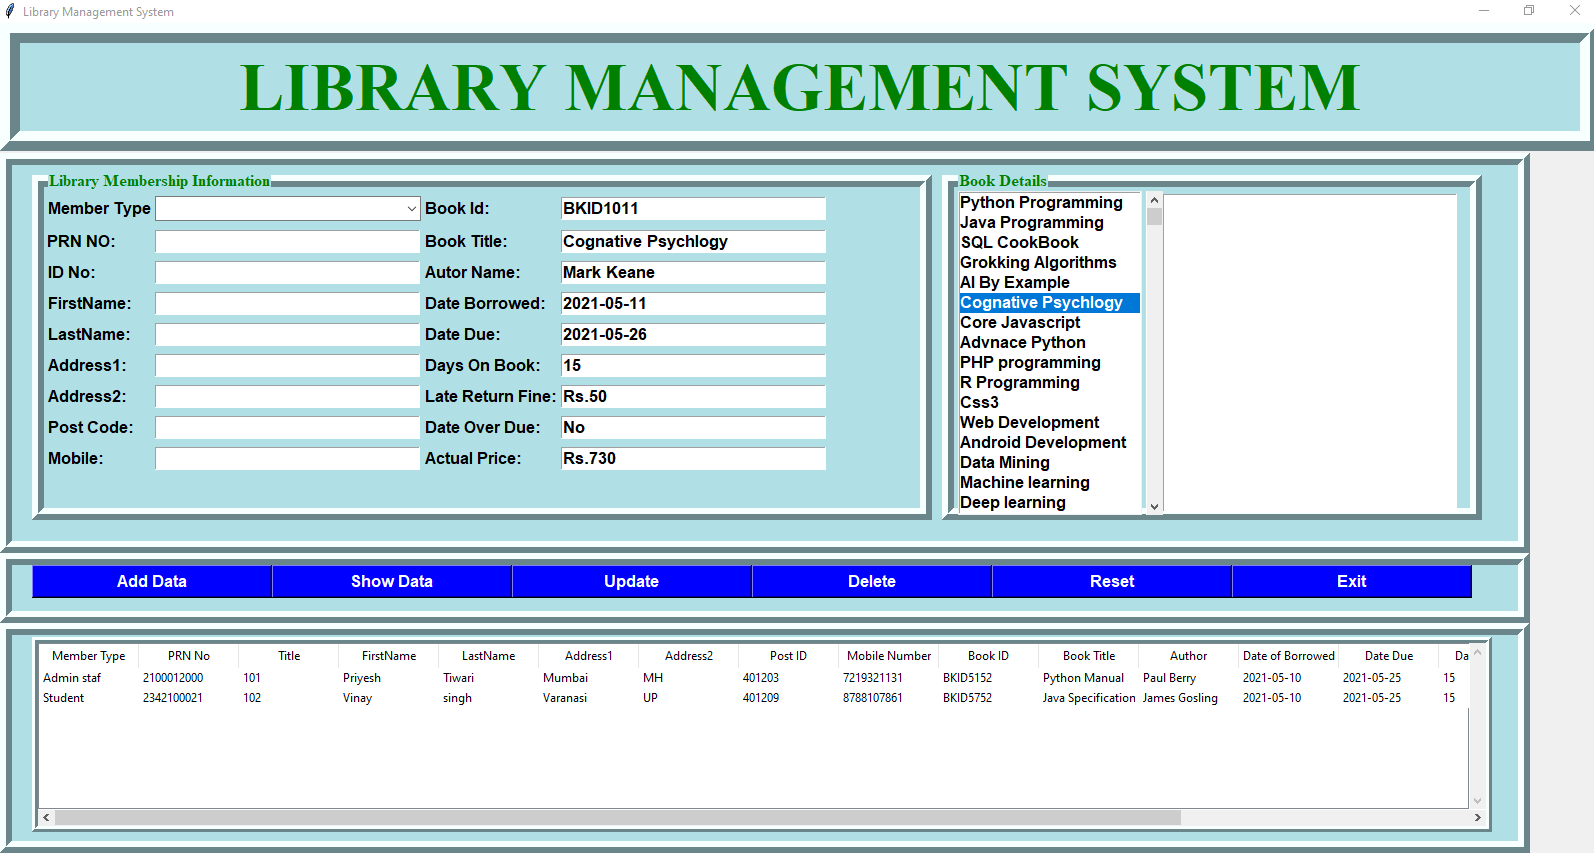 Library Management System
LIBRARY MANAGEMENT SYSTEM
Library Membership Information
Member Type
PRN NO:
ID No:
FirstName:
LastName:
Address1:
Address2:
Post Code:
Mobile:
Book Id: BKID1011
Book Title: Cognative Psychlogy
Autor Name: Mark Keane
Date Borrowed: 2021-05-11
Date Due: 2021-05-26
Days On Book: 15
Late Return Fine: Rs.50
Date Over Due: No
Actual Price: Rs.730
Book Details
Python Programming
Java Programming
SQL CookBook
Grokking Algorithms
AI By Example
Cognative Psychlogy
Core Javascript
Advnace Python
PHP programming
R Programming
Css3
Web Development
Android Development
Data Mining
Machine learning
Deep learning
Add Data Show Data Update Delete Reset Exit
Member Type PRN No Title FirstName LastName Address1 Address2 Post ID Mobile Number Book ID Book Title Author Date of Borrowed Date Due Da
Admin staf 2100012000 101 Priyesh Tiwari Mumbai MH 401203 7219321131 BKID5152 Python Manual Paul Berry 2021-05-10 2021-05-25 15
Student 2342100021 102 Vinay singh Varanasi UP 401209 8788107861 BKID5752 Java Specification James Gosling 2021-05-10 2021-05-25 15